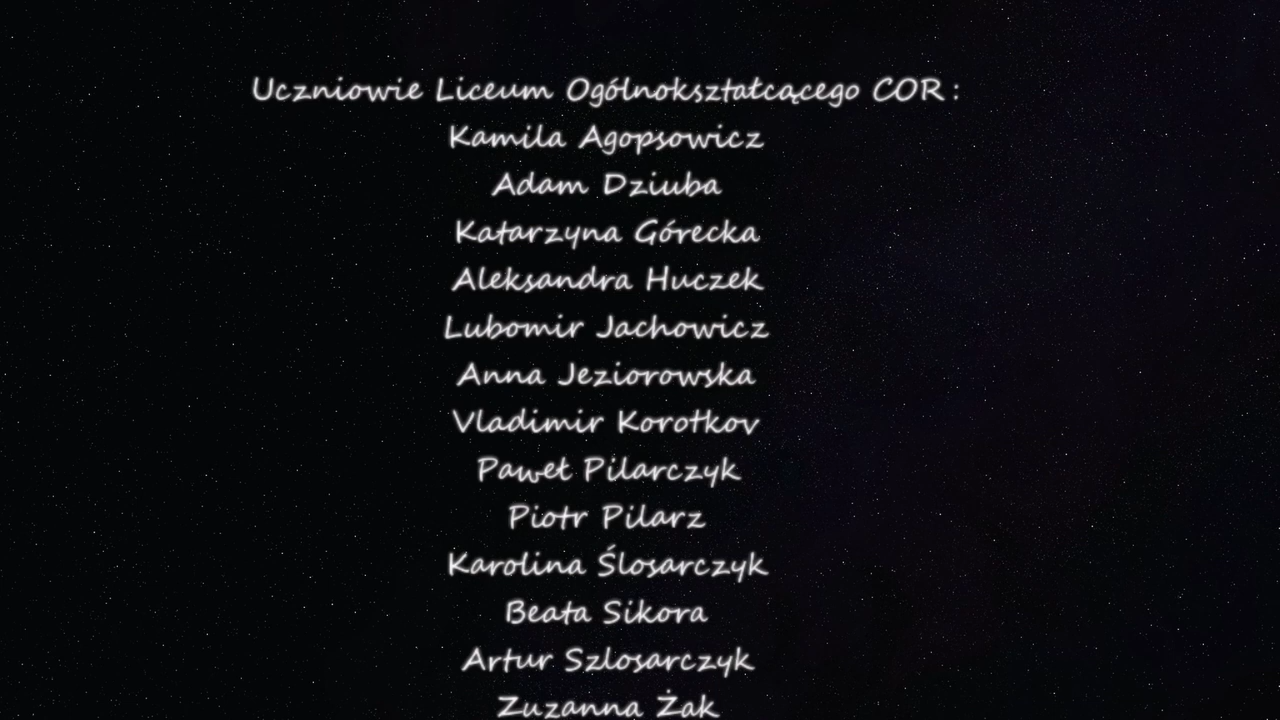 Uczniowie Liceum Ogólnokształcącego COR:
Kamila Agopsowicz
Adam Dziuba
Katarzyna Górecka
Aleksandra Huczek
Lubomir Jachowicz
Anna Jeziorowska
Vladimir Korotkov
Paweł Pilarczyk
Piotr Pilarz
Karolina Ślosarczyk
Beata Sikora
Artur Szlosarczyk
Zuzanna Żak